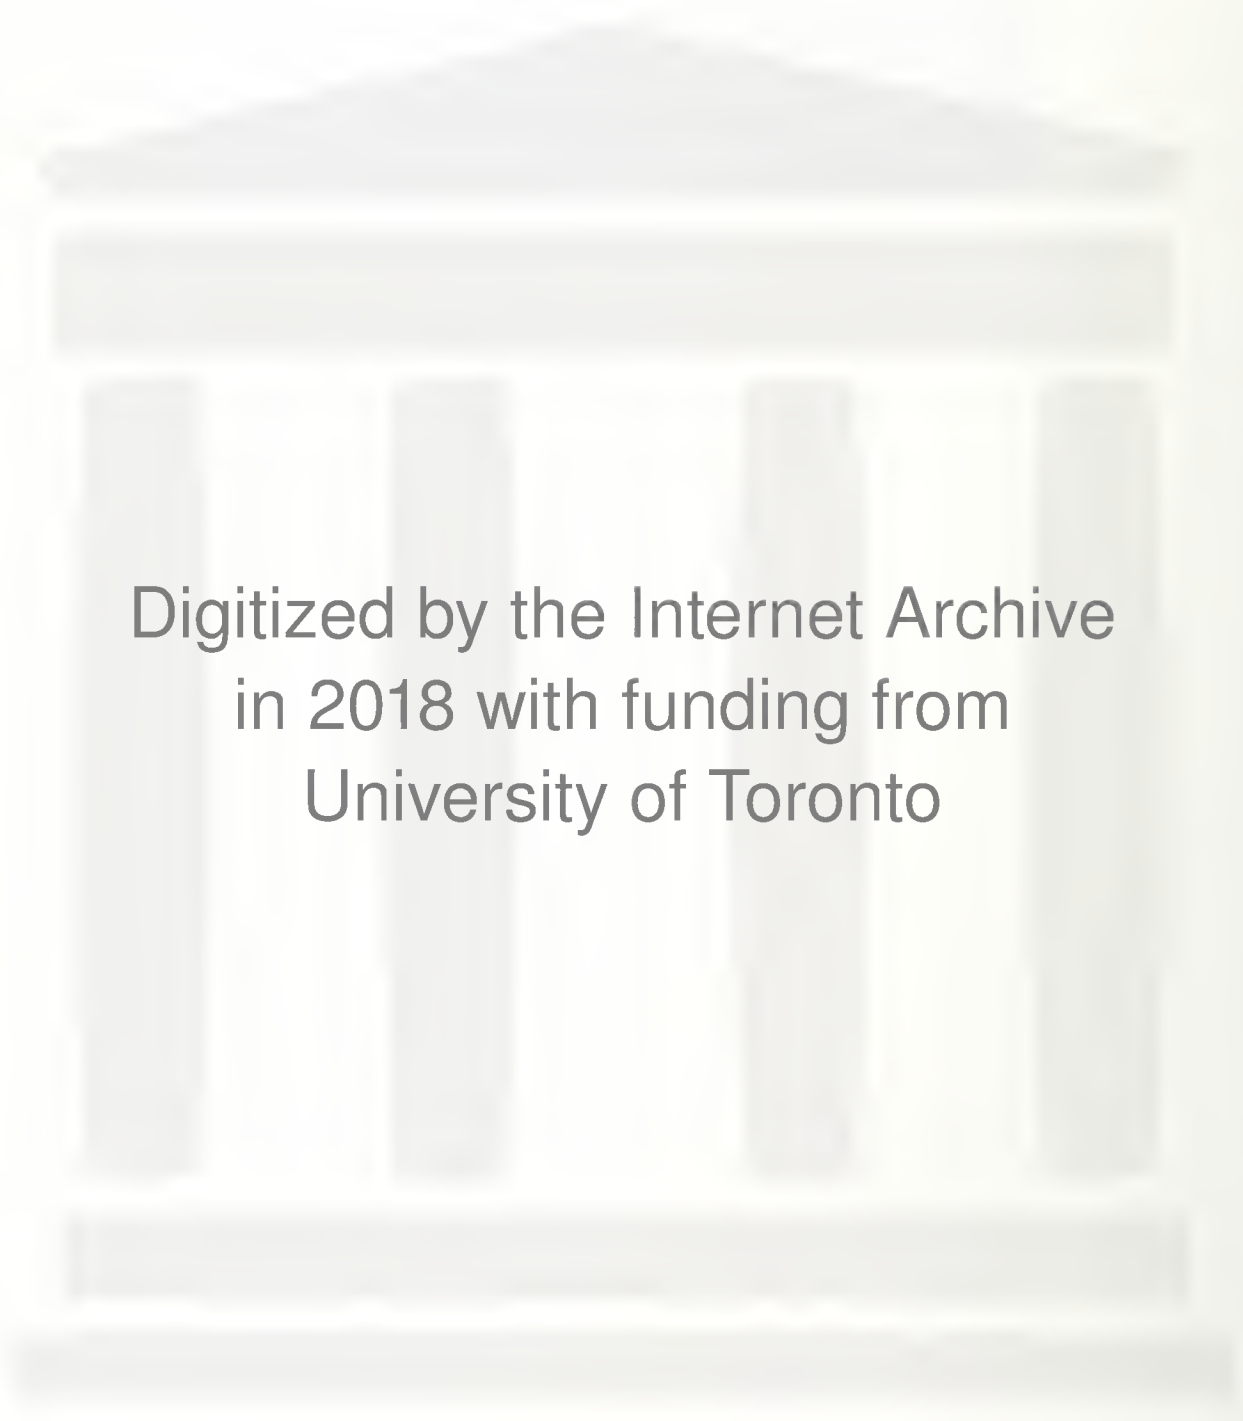 Digitized by the Internet Archive
in 2018 with funding from
University of Toronto